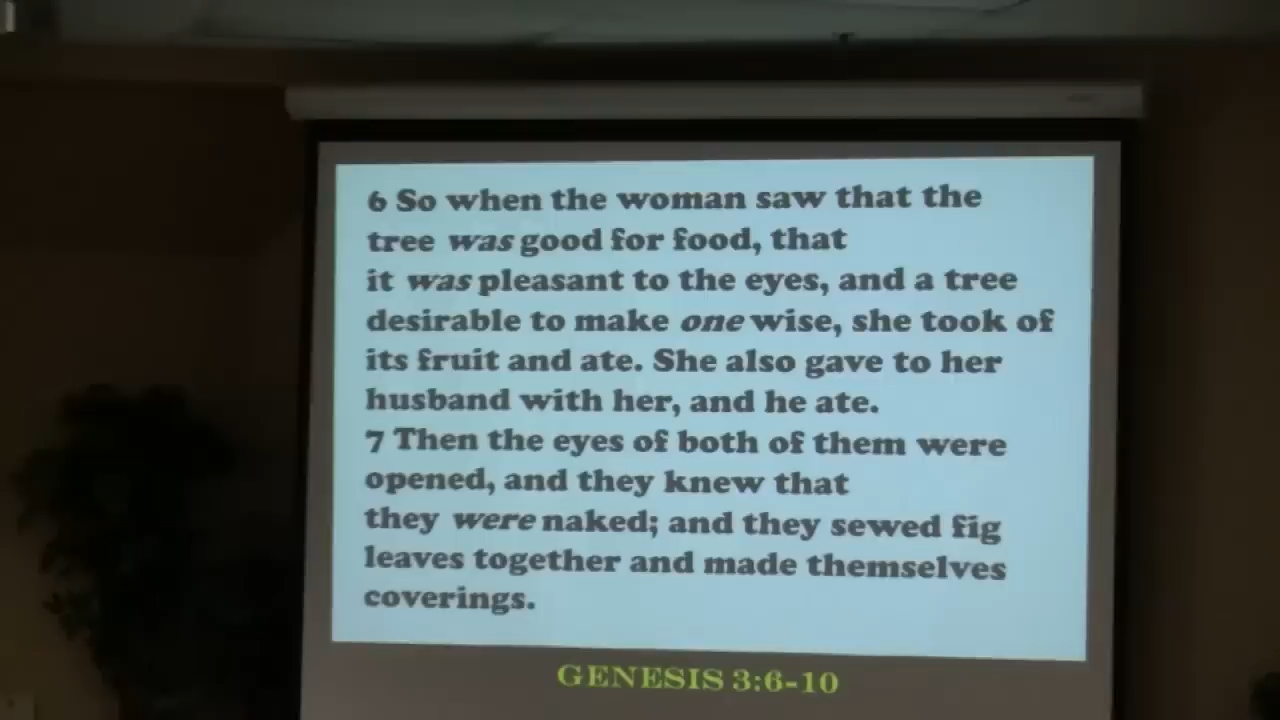 6 So when the woman saw that the
tree was good for food, that
it was pleasant to the eyes, and a tree
desirable to make one wise, she took of
its fruit and ate. She also gave to her
husband with her, and he ate.
7 Then the eyes of both of them were
opened, and they knew that
they were naked; and they sewed fig
leaves together and made themselves
coverings.
GENESIS 3:6-10